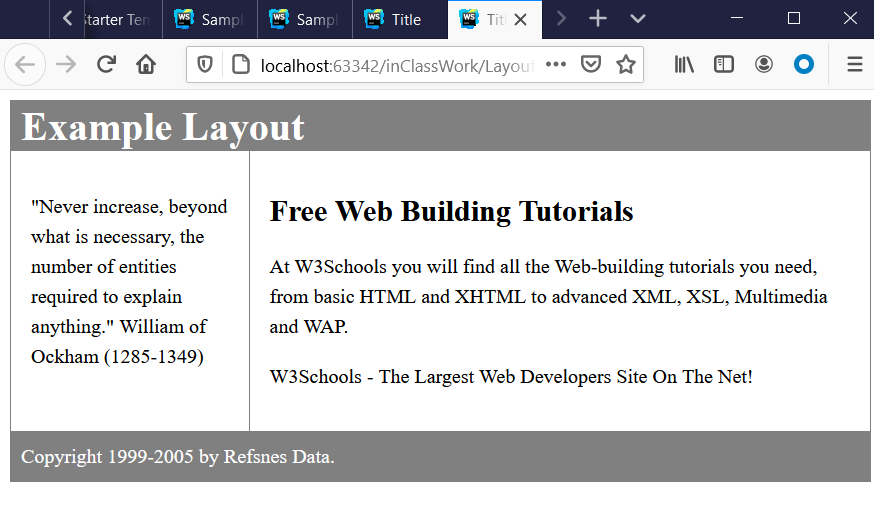 Starter Ter
Sampl
Sampl
Title
Titl
localhost:63342/inClassWork/Layout
Example Layout
"Never increase, beyond
what is necessary, the
number of entities
required to explain
anything." William of
Ockham (1285-1349)
Free Web Building Tutorials
At W3Schools you will find all the Web-building tutorials you need,
from basic HTML and XHTML to advanced XML, XSL, Multimedia
and WAP.
W3Schools - The Largest Web Developers Site On The Net!
Copyright 1999-2005 by Refsnes Data.